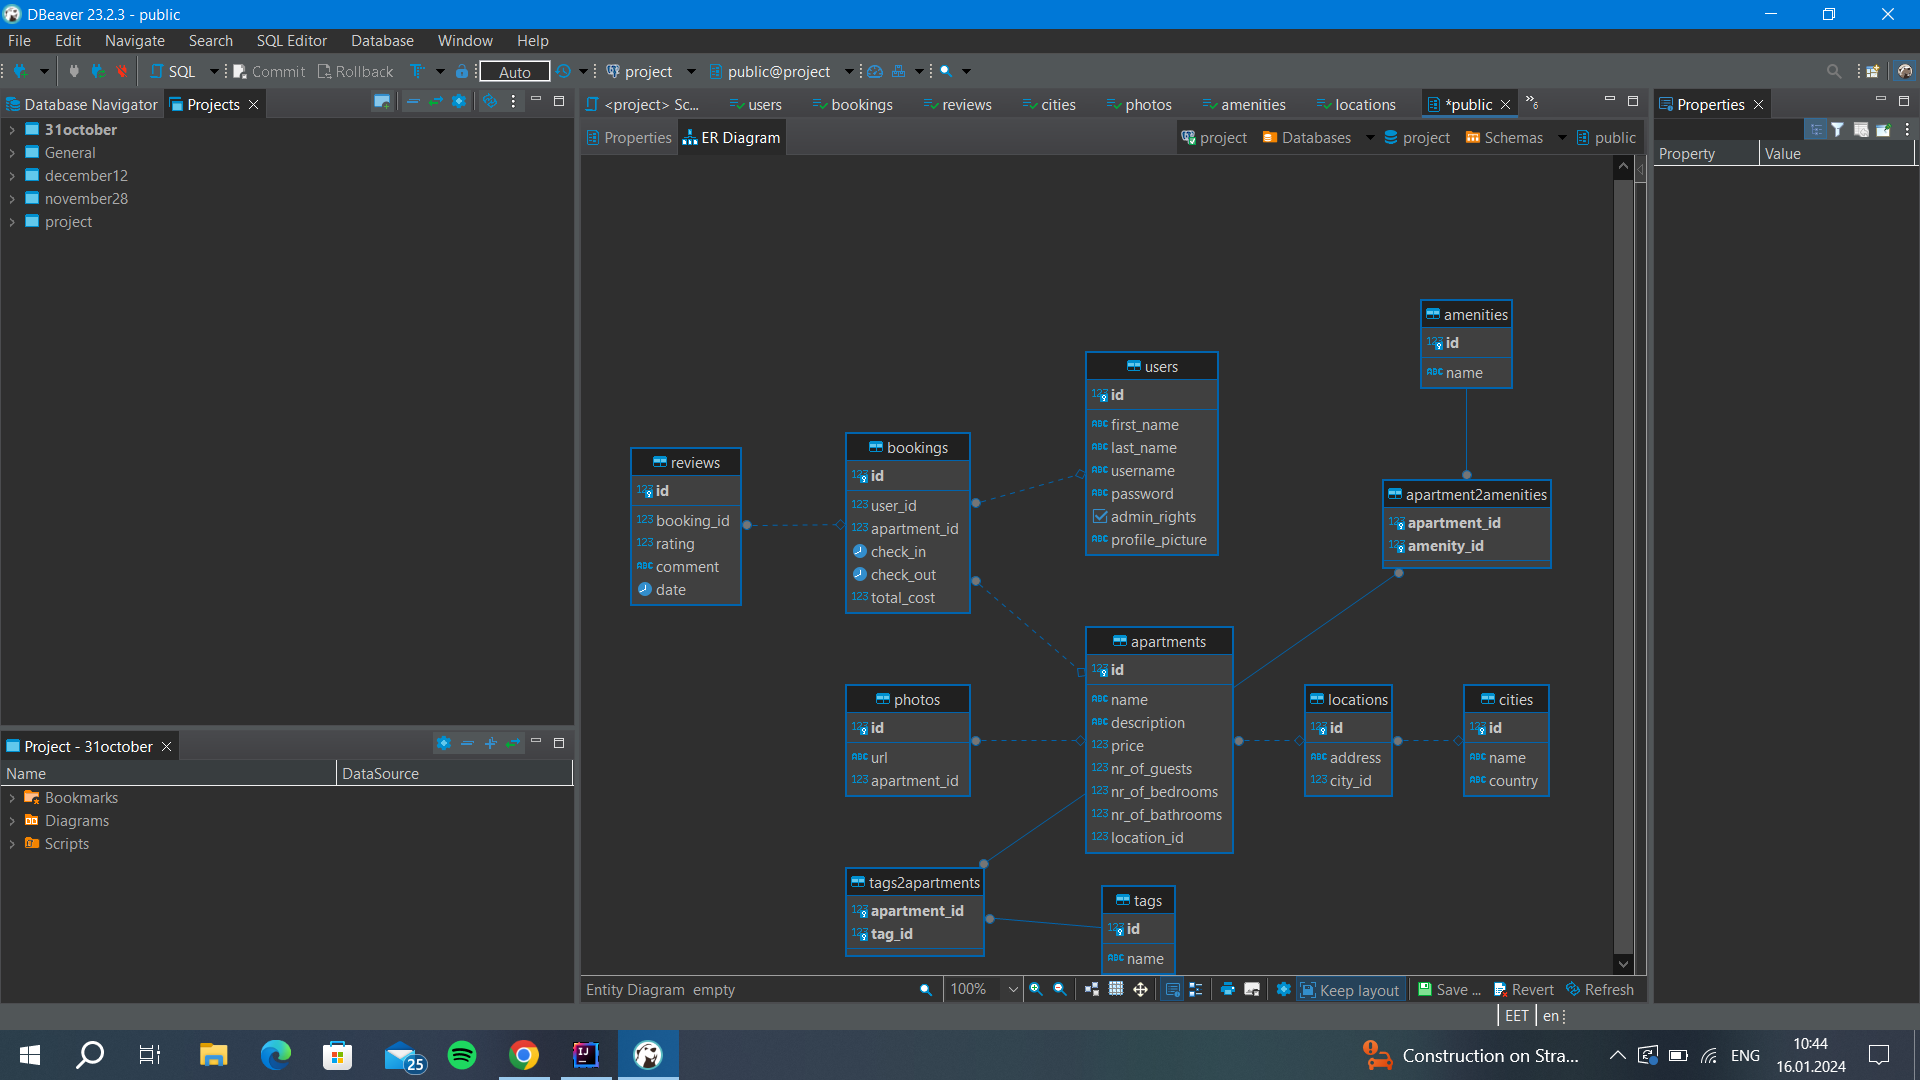 DBeaver 23.2.3 - public
File Edit Navigate Search SQL Editor Database Window Help
SQL Commit Rollback Auto project public@project
Database Navigator Projects
31october
General
december12
november28
project
Project - 31october
Name DataSource
Bookmarks
Diagrams
Scripts
<project> Sc... users bookings reviews cities photos amenities locations *public »6
Properties ER Diagram project Databases project Schemas public
amenities
id
name
users
id
first_name
last_name
username
password
admin_rights
profile_picture
bookings
id
user_id
apartment_id
check_in
check_out
total_cost
reviews
id
booking_id
rating
comment
date
apartment2amenities
apartment_id
amenity_id
apartments
id
name
description
price
nr_of_guests
nr_of_bedrooms
nr_of_bathrooms
location_id
photos
id
url
apartment_id
locations
id
address
city_id
cities
id
name
country
tags2apartments
apartment_id
tag_id
tags
id
name
Entity Diagram empty 100% Keep layout Save ... Revert Refresh
Properties
Property Value
EET en
25
Construction on Stra... ENG 10:44
16.01.2024